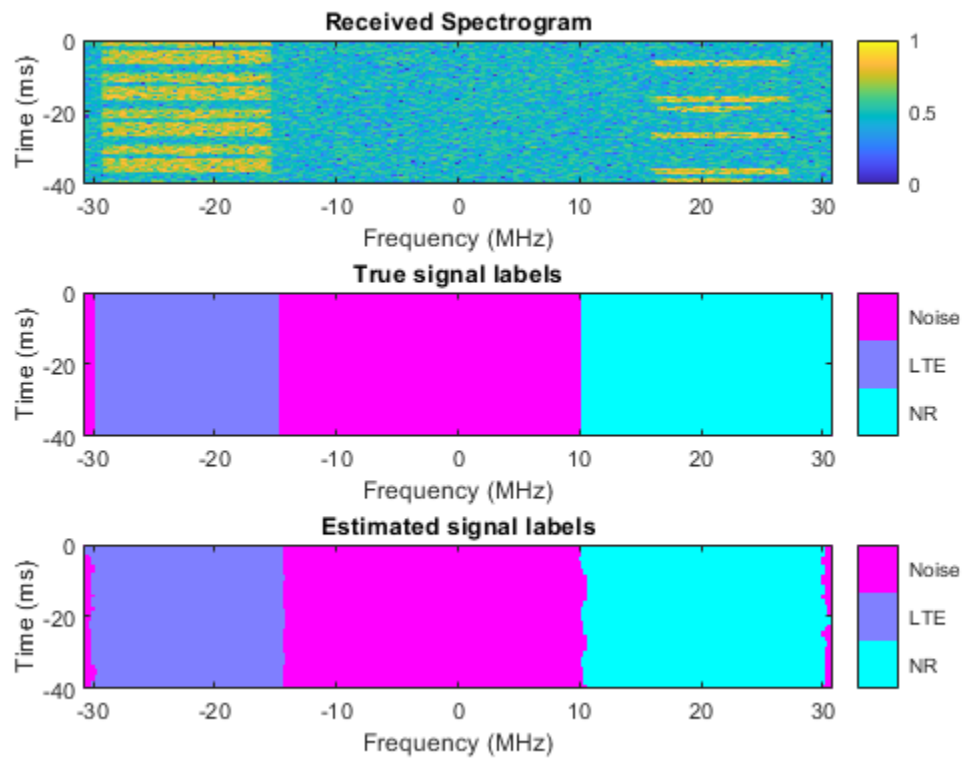 Received Spectrogram
Time (ms)
0
-20
-40
-30 -20 -10 0 10 20 30
Frequency (MHz)
1
0.5
0
True signal labels
Time (ms)
0
-20
-40
-30 -20 -10 0 10 20 30
Frequency (MHz)
Noise
LTE
NR
Estimated signal labels
Time (ms)
0
-20
-40
-30 -20 -10 0 10 20 30
Frequency (MHz)
Noise
LTE
NR